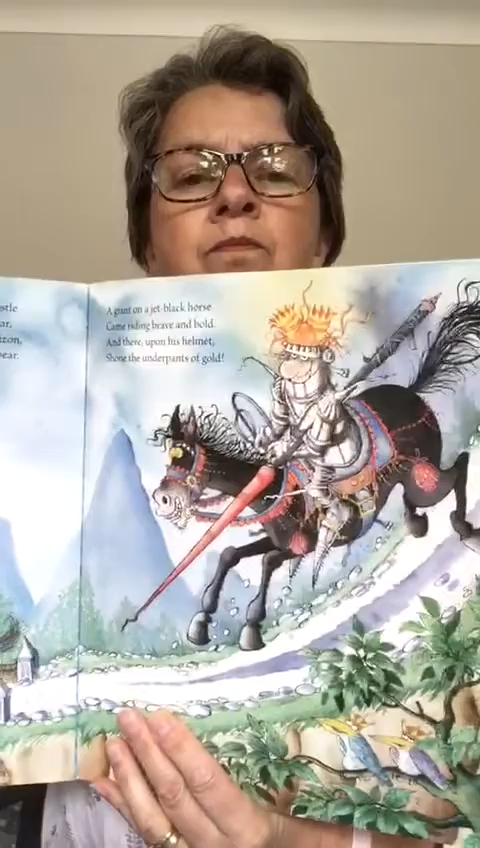 A giant on a jet-black horse
Came riding brave and bold.
And there, upon his helmet,
Shone the underpants of gold!